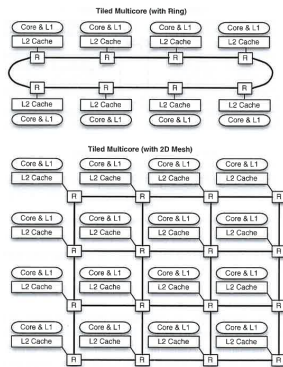 Tiled Multicore (with Ring)
Core & L1 Core & L1 Core & L1 Core & L1
L2 Cache L2 Cache L2 Cache L2 Cache
R R R R
R R R R
L2 Cache L2 Cache L2 Cache L2 Cache
Core & L1 Core & L1 Core & L1 Core & L1
Tiled Multicore (with 2D Mesh)
Core & L1 Core & L1 Core & L1 Core & L1
L2 Cache L2 Cache L2 Cache L2 Cache
R R R R
Core & L1 Core & L1 Core & L1 Core & L1
L2 Cache L2 Cache L2 Cache L2 Cache
R R R R
Core & L1 Core & L1 Core & L1 Core & L1
L2 Cache L2 Cache L2 Cache L2 Cache
R R R R
Core & L1 Core & L1 Core & L1 Core & L1
L2 Cache L2 Cache L2 Cache L2 Cache
R R R R